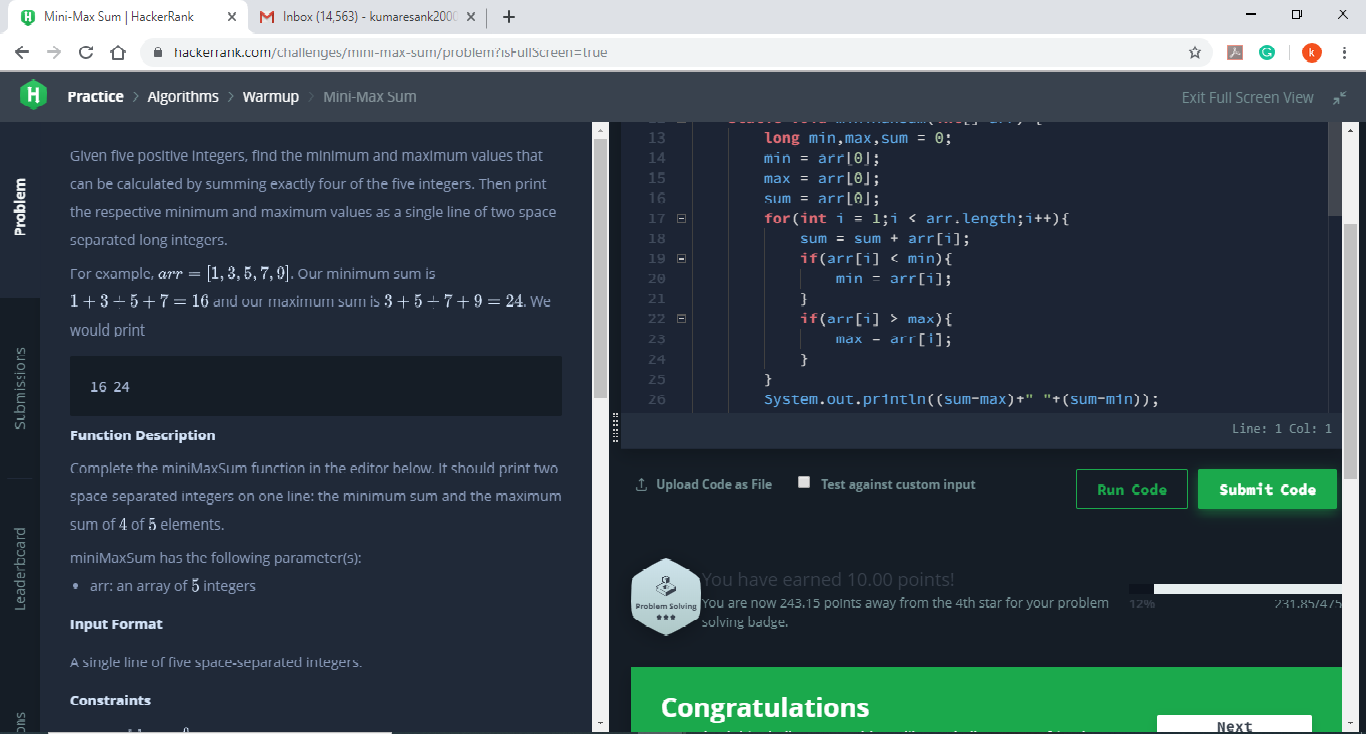 Mini-Max Sum | HackerRank
Inbox (14,563) - kumaresank2000
hackerrank.com/challenges/mini-max-sum/problem?isFullScreen=true
k
H
Practice > Algorithms > Warmup > Mini-Max Sum
Exit Full Screen View
Problem
Submissions
Leaderboard
Given five positive integers, find the minimum and maximum values that
can be calculated by summing exactly four of the five integers. Then print
the respective minimum and maximum values as a single line of two space
separated long integers.
For example, arr = [1, 3, 5, 7, 9]. Our minimum sum is
1 + 3 + 5 + 7 = 16 and our maximum sum is 3 + 5 + 7 + 9 = 24. We
would print
16 24
Function Description
Complete the miniMaxSum function in the editor below. It should print two
space-separated integers on one line: the minimum sum and the maximum
sum of 4 of 5 elements.
miniMaxSum has the following parameter(s):
• arr: an array of 5 integers
Input Format
A single line of five space-separated integers.
Constraints
13 long min,max,sum = 0;
14 min = arr[0];
15 max = arr[0];
16 sum = arr[0];
17 for(int i = 1;i < arr.length;i++){
18 sum = sum + arr[i];
19 if(arr[i] < min){
20 min = arr[i];
21 }
22 if(arr[i] > max){
23 max = arr[i];
24 }
25 }
26 System.out.println((sum-max)+" "+(sum-min));
Line: 1 Col: 1
Upload Code as File
Test against custom input
Run Code
Submit Code
Problem Solving
You have earned 10.00 points!
You are now 243.15 points away from the 4th star for your problem
solving badge.
12%
231.85/475
Congratulations
Next